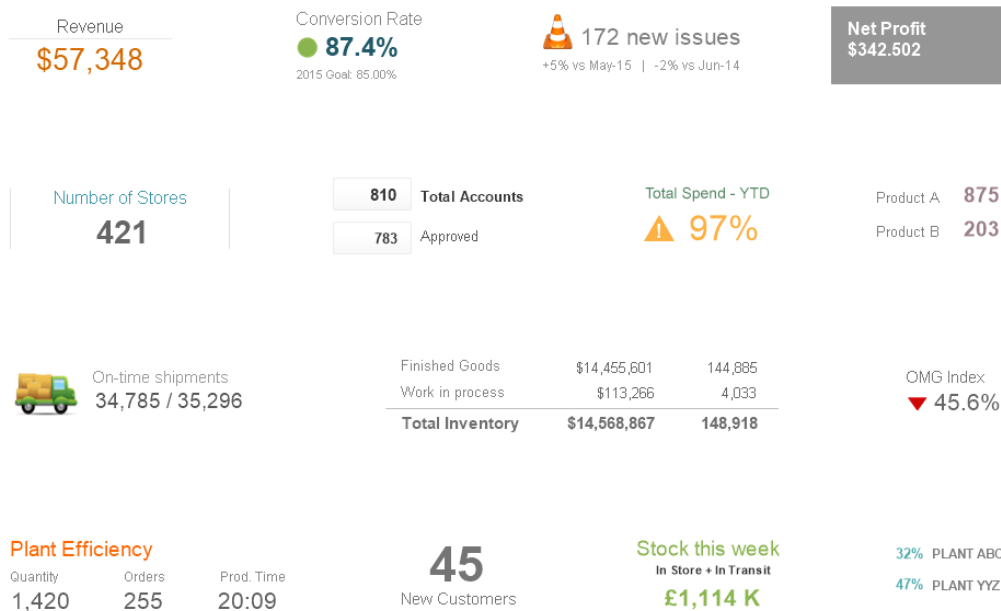 Revenue
$57,348
Conversion Rate
87.4%
2015 Goal: 85.00%
172 new issues
+5% vs May-15 | -2% vs Jun-14
Net Profit
$342.502
Number of Stores
421
810 Total Accounts
783 Approved
Total Spend - YTD
97%
Product A 875
Product B 203
On-time shipments
34,785 / 35,296
Finished Goods $14,455,601 144,885
Work in process $113,266 4,033
Total Inventory $14,568,867 148,918
OMG Index
45.6%
Plant Efficiency
Quantity Orders Prod. Time
1,420 255 20:09
45
New Customers
Stock this week
In Store + In Transit
£1,114 K
32% PLANT ABC
47% PLANT YYZ